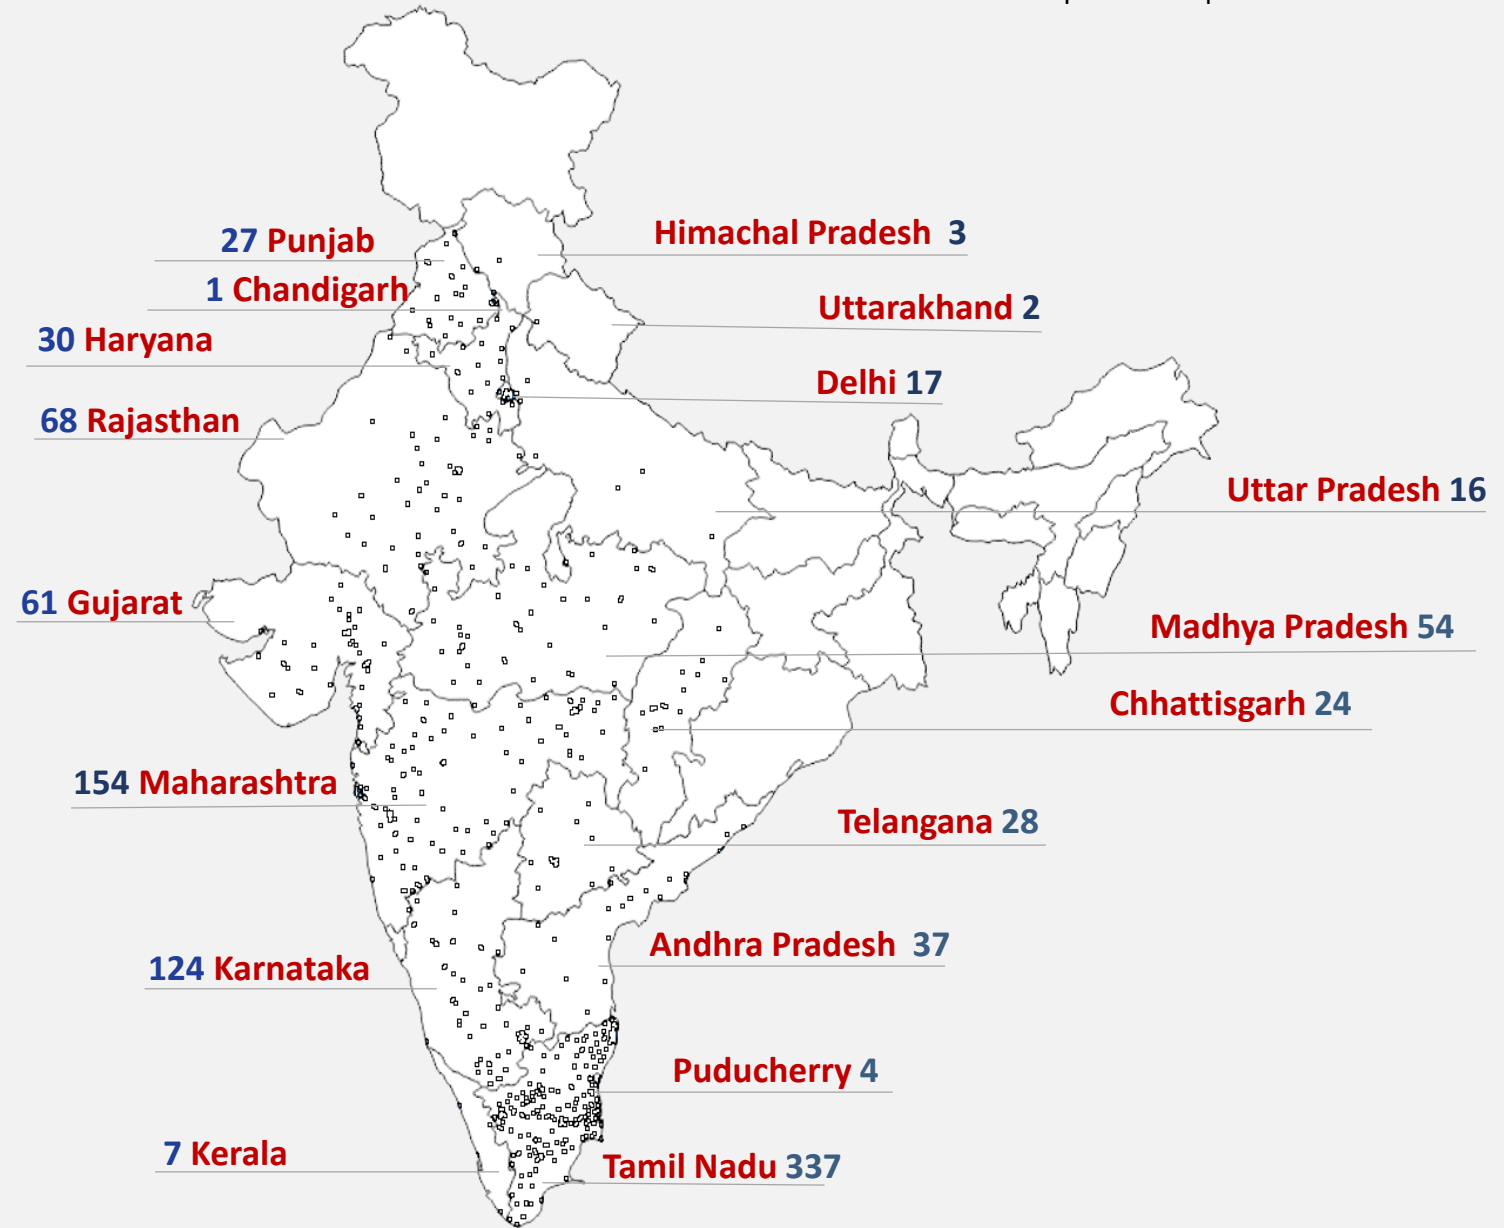 27 Punjab
Himachal Pradesh 3
1 Chandigarh
Uttarakhand 2
30 Haryana
Delhi 17
68 Rajasthan
Uttar Pradesh 16
61 Gujarat
Madhya Pradesh 54
Chhattisgarh 24
154 Maharashtra
Telangana 28
Andhra Pradesh 37
124 Karnataka
Puducherry 4
7 Kerala
Tamil Nadu 337